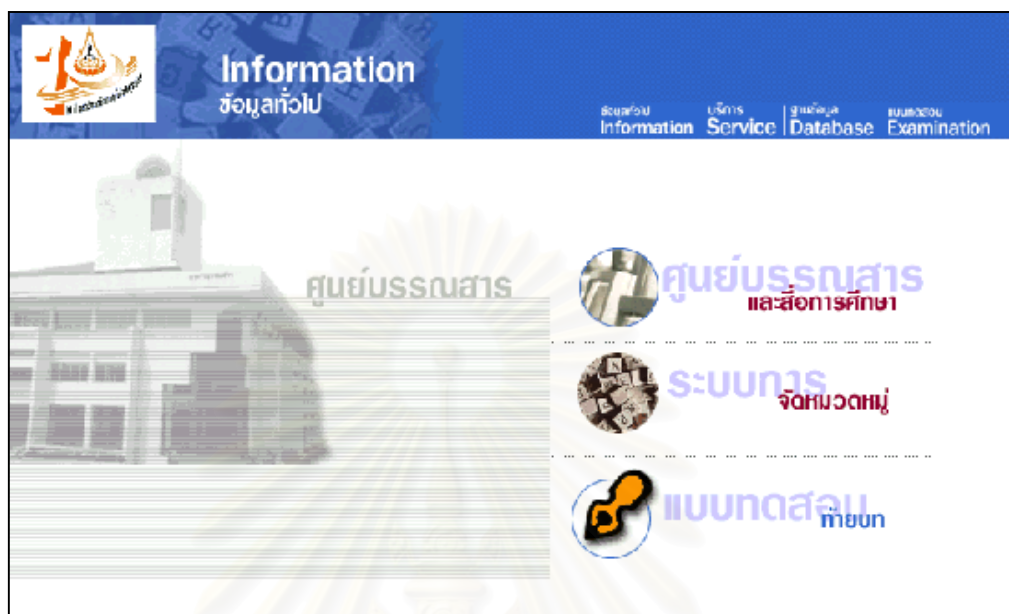 Information
ข้อมูลทั่วไป
ข้อมูลทั่วไป บริการ ฐานข้อมูล แบบทดสอบ
Information Service Database Examination
ศูนย์บรรณสาร
ศูนย์บรรณสาร
และสื่อการศึกษา
ระบบการ
จัดหมวดหมู่
แบบทดสอบ
ท้ายบท